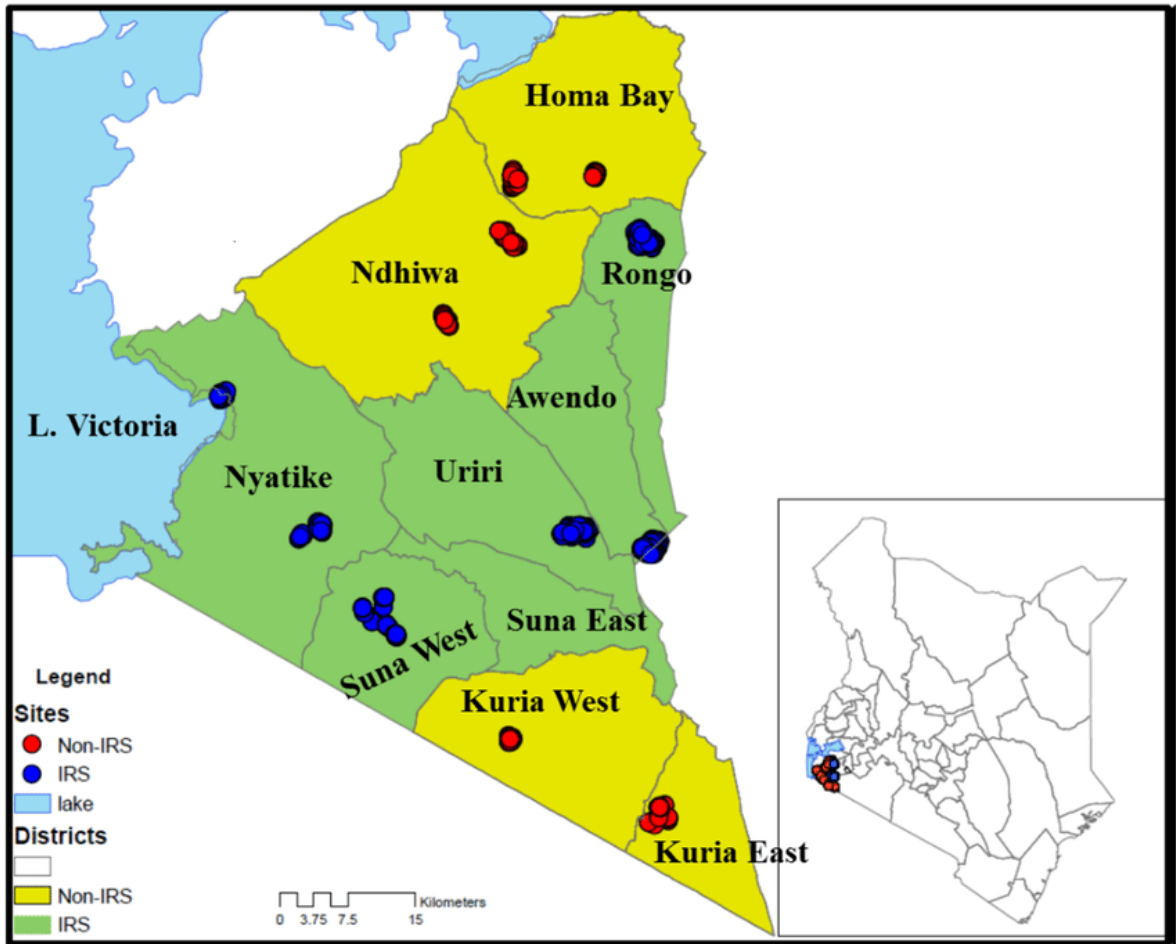 Homa Bay
Ndhiwa
Rongo
Awendo
L. Victoria
Nyatike
Uriri
Suna West
Suna East
Kuria West
Kuria East
Legend
Sites
Non-IRS
IRS
lake
Districts
Non-IRS
IRS
Kilometers
0 3.75 7.5 15